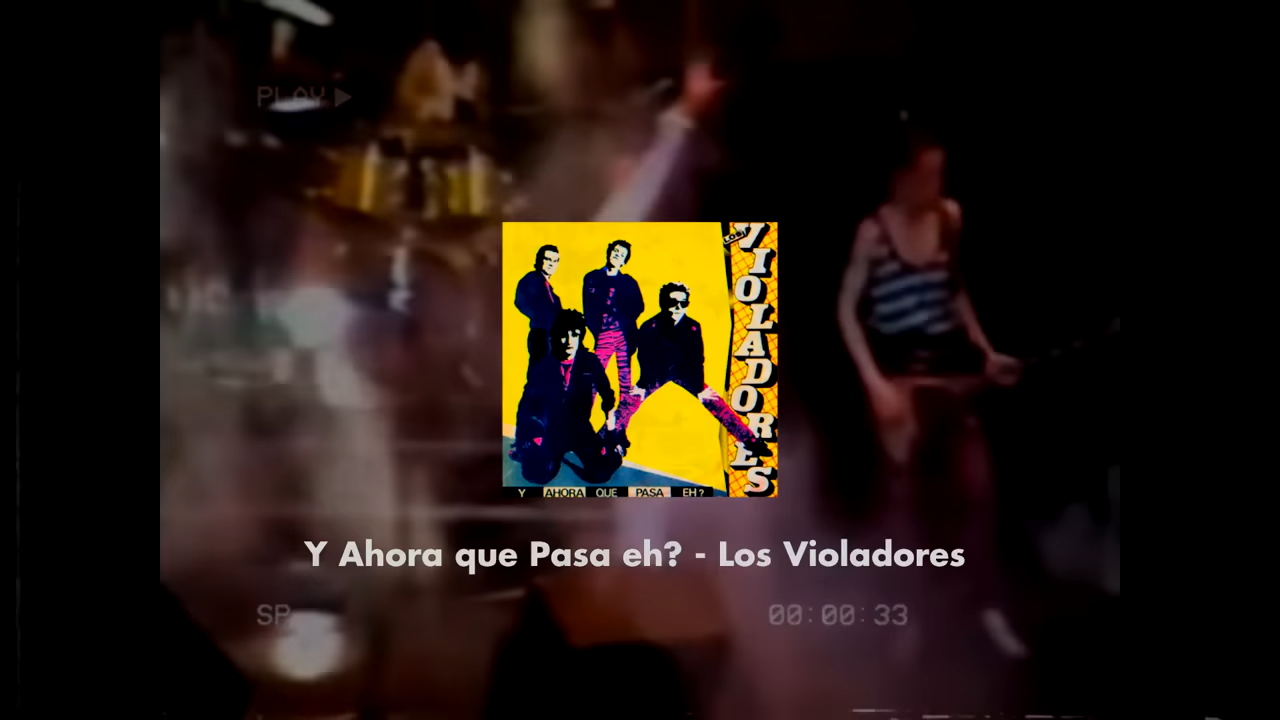 PLAY
LOS
VIOLADORES
Y AHORA QUE PASA EH?
Y Ahora que Pasa eh? - Los Violadores
SP
00:00:33